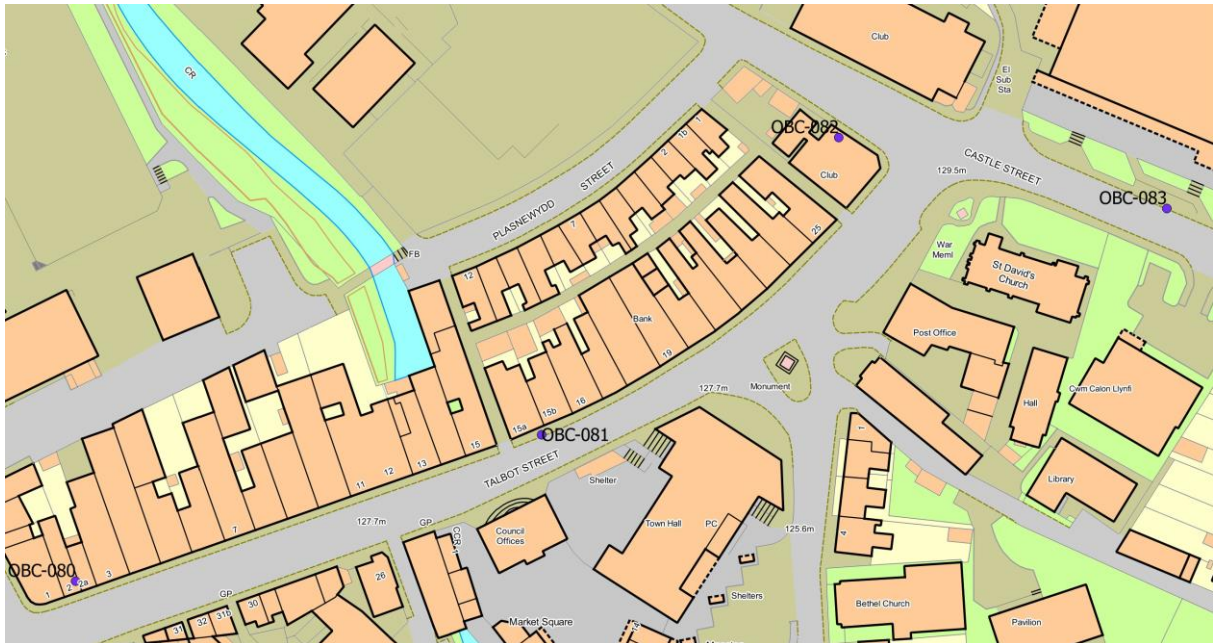 CR
Club
El
Sub
Sta
OBC-082
1
1b
2
PLASNEWYDD STREET
7
12
FB
Club
CASTLE STREET
129.5m
OBC-083
War
Meml
St David's
Church
25
Post Office
Bank
19
Hall
Cwm Calon Llynfi
127.7m
Monument
16
15b
15a
OBC-081
TALBOT STREET
15
13
12
11
7
127.7m
3
2a
2
1
OBC-080
GP
GP
CCR
Shelter
Council
Offices
Town Hall
PC
125.6m
1
4
Library
26
30
31b
32
31
Shelters
Market Square
14
Bethel Church
Pavilion